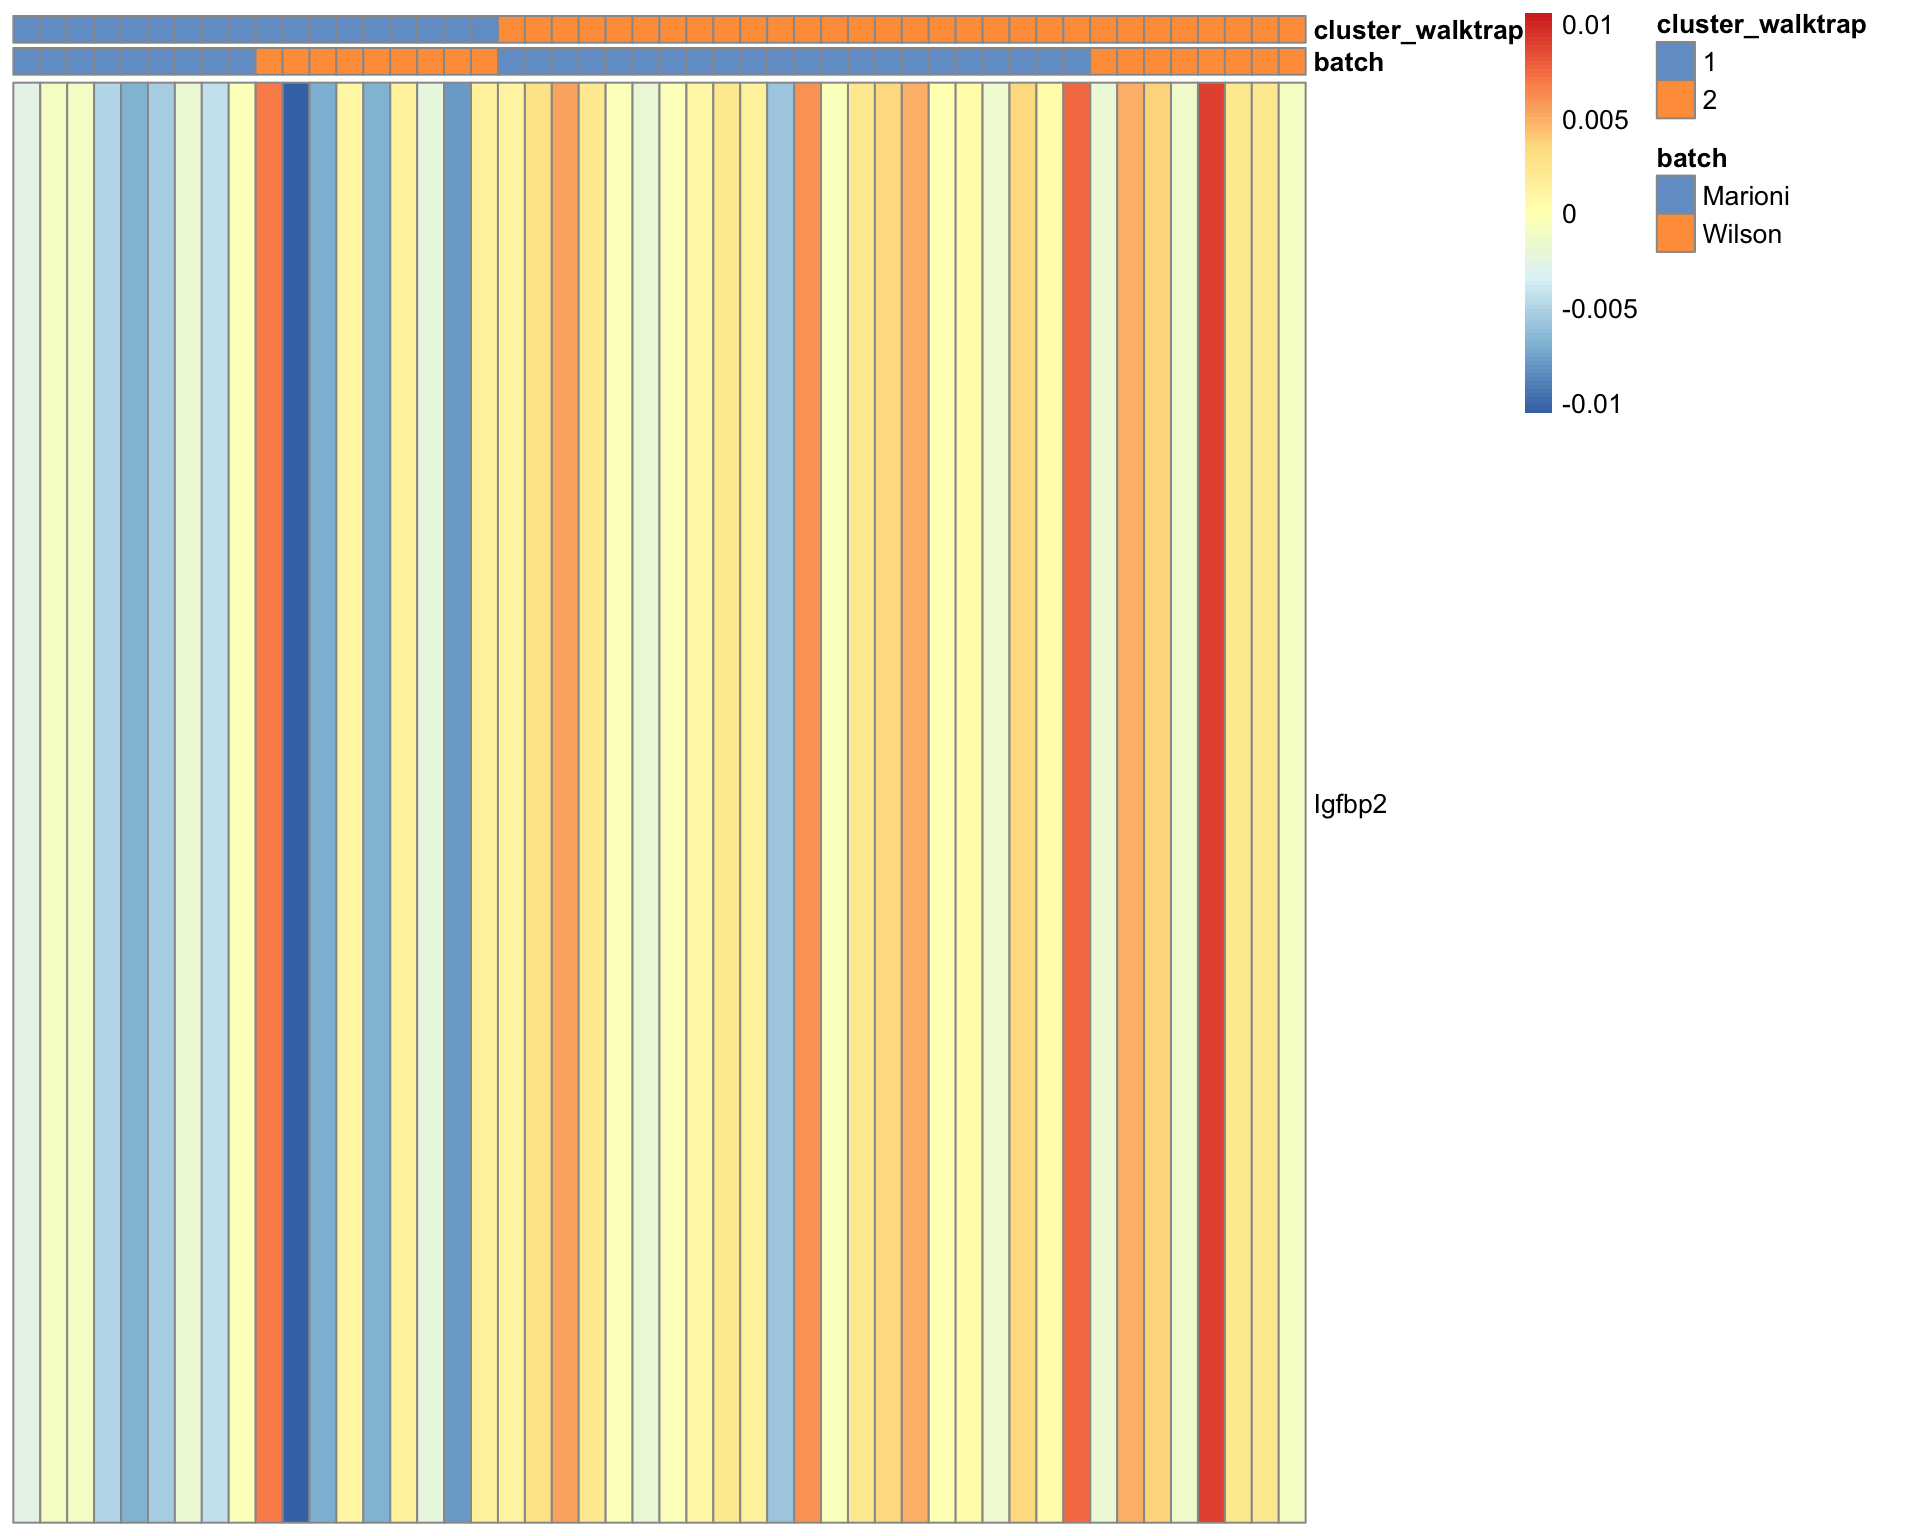 cluster_walktrap
batch
Igfbp2
0.01
0.005
0
-0.005
-0.01
cluster_walktrap
1
2
batch
Marioni
Wilson